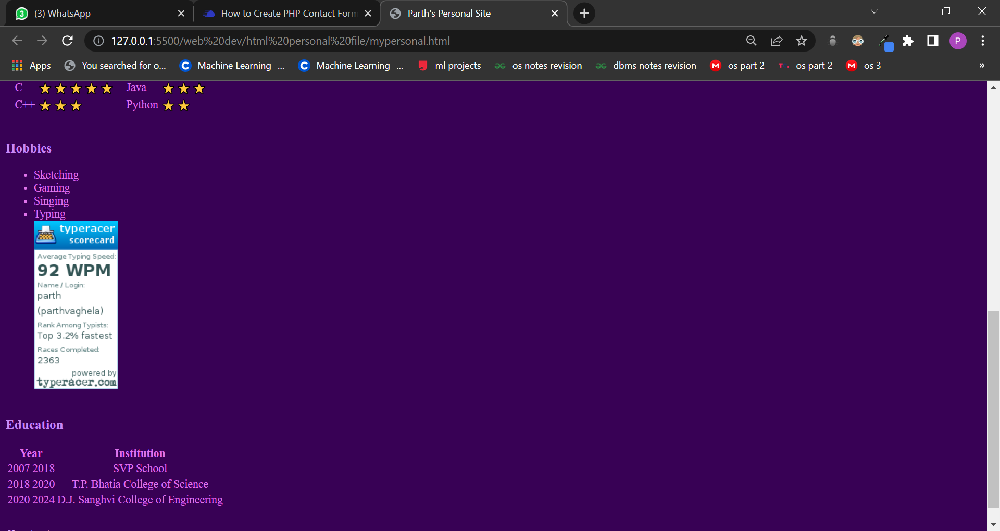 3 (3) WhatsApp How to Create PHP Contact Form Parth's Personal Site
127.0.0.1:5500/web%20dev/html%20personal%20file/mypersonal.html P
Apps You searched for o... C Machine Learning -... C Machine Learning -... ml projects os notes revision dbms notes revision M os part 2 T. os part 2 M os 3 »
C ★★★★★ Java ★★★
C++ ★★★ Python ★★
Hobbies
• Sketching
• Gaming
• Singing
• Typing
typeracer
scorecard
Average Typing Speed:
92 WPM
Name / Login:
parth
(parthvaghela)
Rank Among Typists:
Top 3.2% fastest
Races Completed:
2363
powered by
typeracer.com
Education
Year Institution
2007 2018 SVP School
2018 2020 T.P. Bhatia College of Science
2020 2024 D.J. Sanghvi College of Engineering